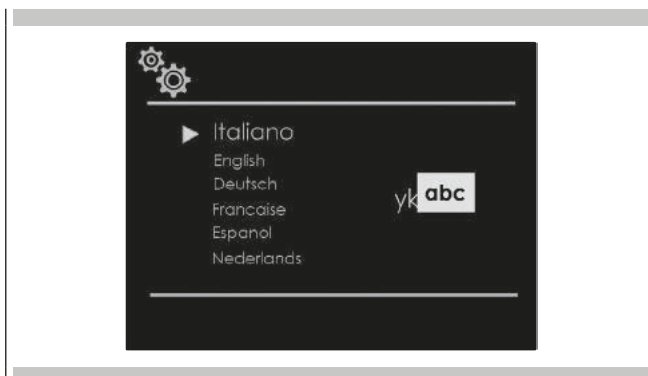 Italiano
English
Deutsch
Francaise
Espanol
Nederlands
yk abc